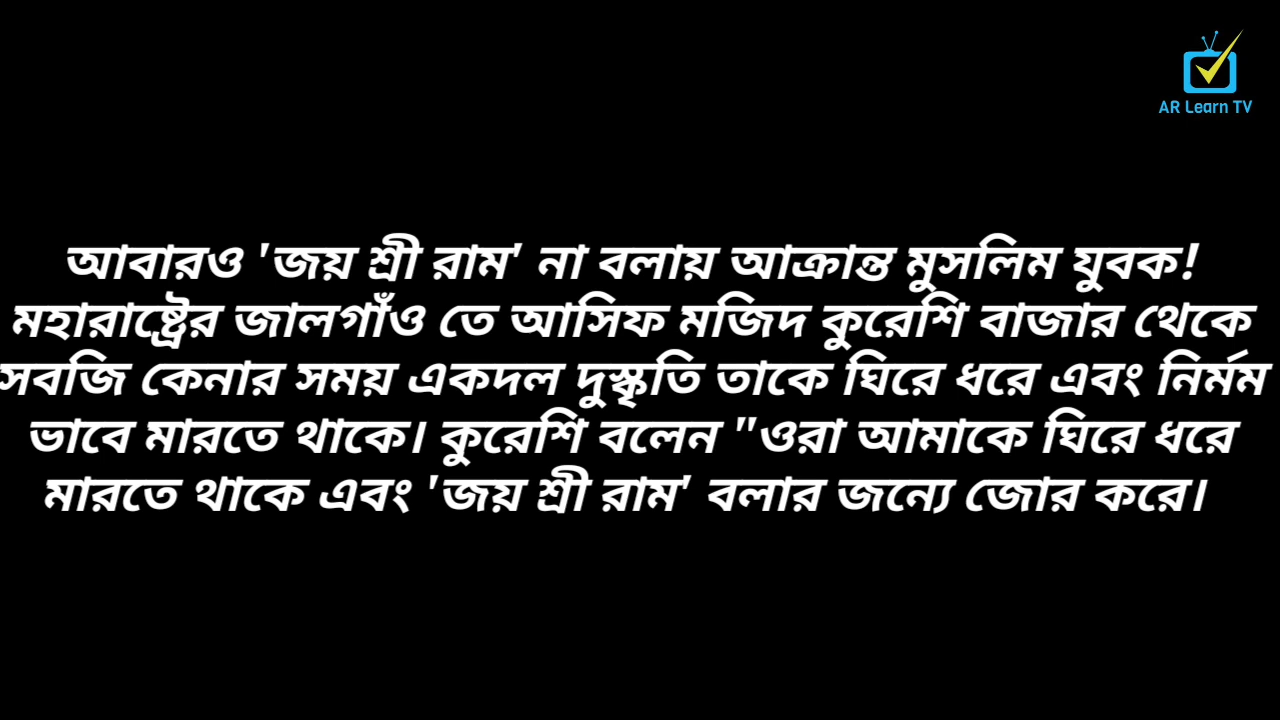 AR Learn TV
আবারও 'জয় শ্রী রাম' না বলায় আক্রান্ত মুসলিম যুবক!
মহারাষ্ট্রের জালগাঁও তে আসিফ মজিদ কুরেশি বাজার থেকে
সবজি কেনার সময় একদল দুস্কৃতি তাকে ঘিরে ধরে এবং নির্মম
ভাবে মারতে থাকে। কুরেশি বলেন "ওরা আমাকে ঘিরে ধরে
মারতে থাকে এবং 'জয় শ্রী রাম' বলার জন্যে জোর করে।